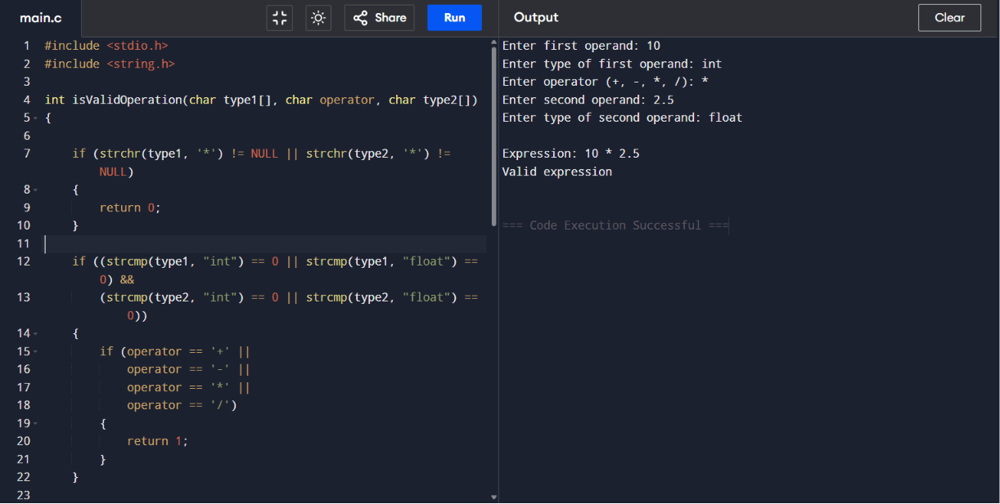 main.c
Share
Run
1 #include <stdio.h>
2 #include <string.h>
3
4 int isValidOperation(char type1[], char operator, char type2[])
5 {
6
7     if (strchr(type1, '*') != NULL || strchr(type2, '*') !=
        NULL)
8     {
9         return 0;
10     }
11
12     if ((strcmp(type1, "int") == 0 || strcmp(type1, "float") ==
        0) &&
13         (strcmp(type2, "int") == 0 || strcmp(type2, "float") ==
            0))
14     {
15         if (operator == '+' ||
16             operator == '-' ||
17             operator == '*' ||
18             operator == '/')
19         {
20             return 1;
21         }
22     }
23
Output
Clear
Enter first operand: 10
Enter type of first operand: int
Enter operator (+, -, *, /): *
Enter second operand: 2.5
Enter type of second operand: float

Expression: 10 * 2.5
Valid expression

=== Code Execution Successful ===